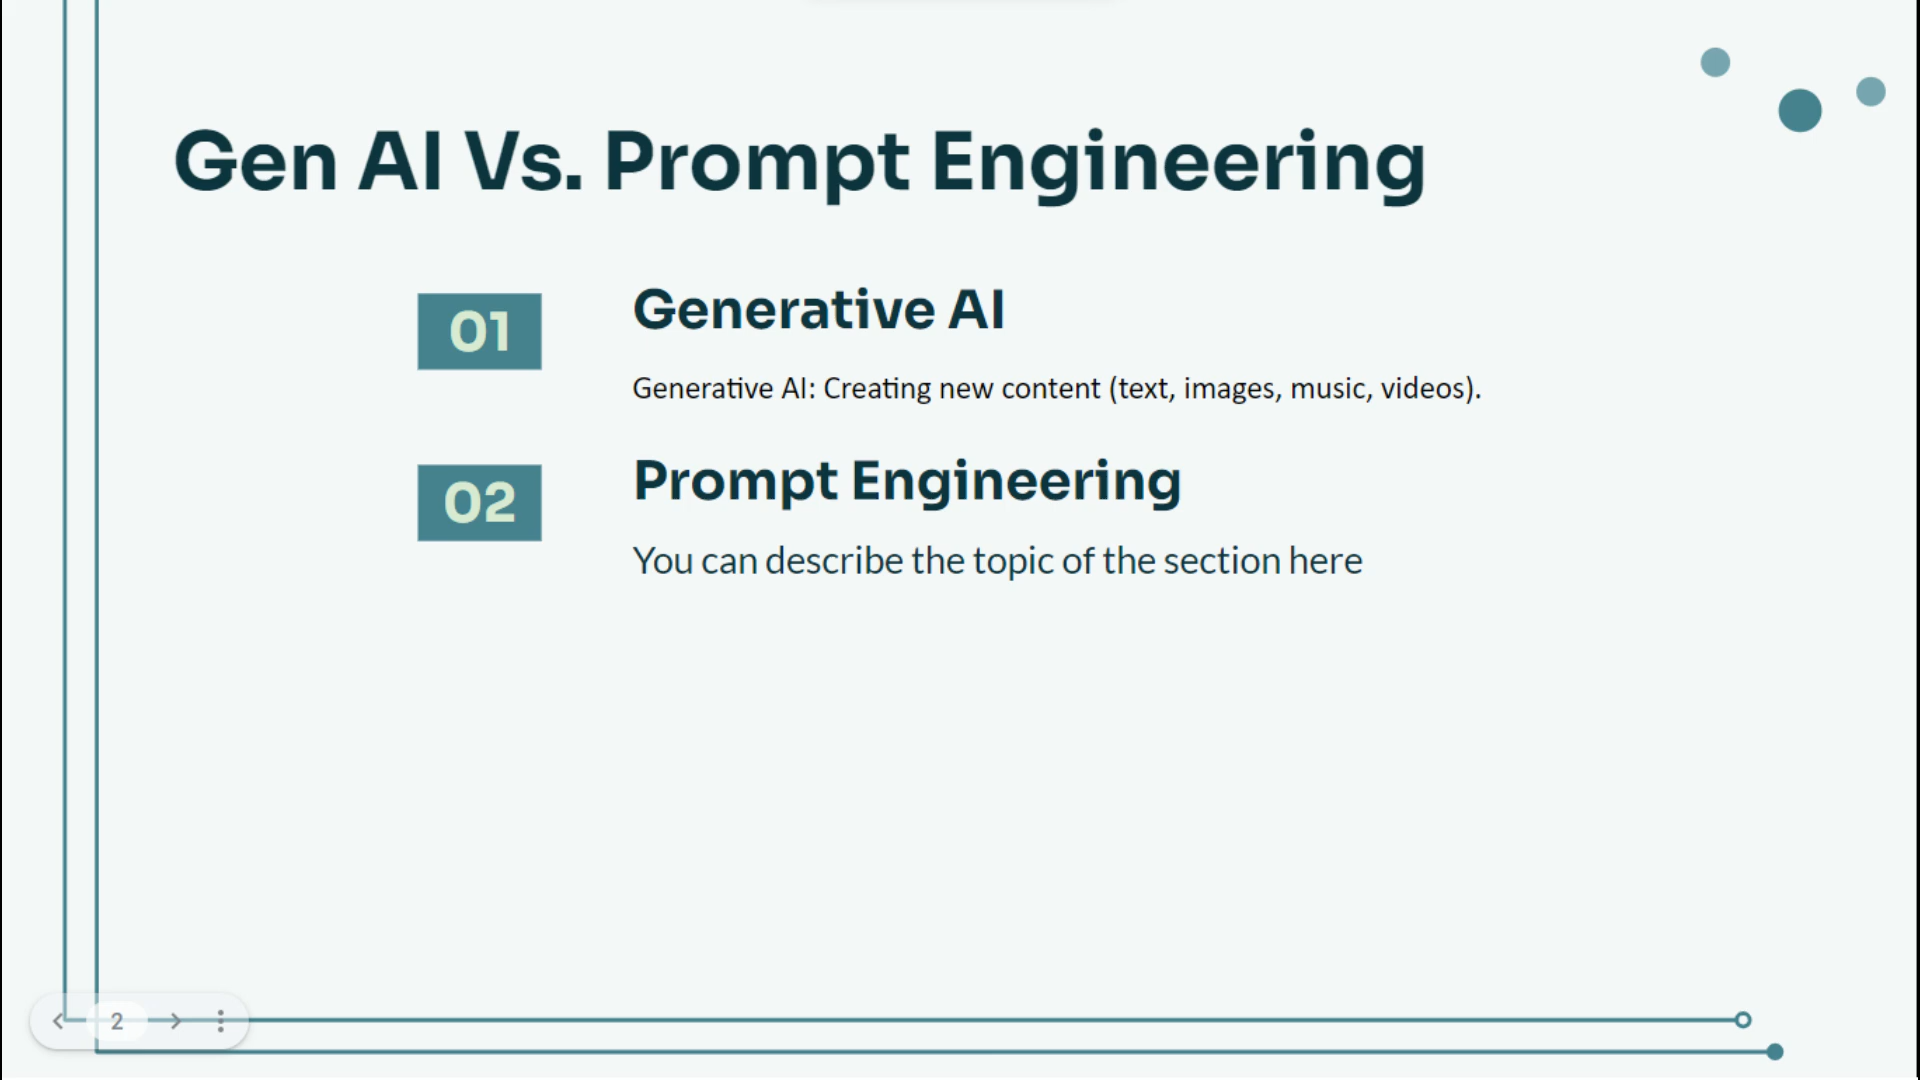 Gen AI Vs. Prompt Engineering
01
Generative AI
Generative AI: Creating new content (text, images, music, videos).
02
Prompt Engineering
You can describe the topic of the section here
2